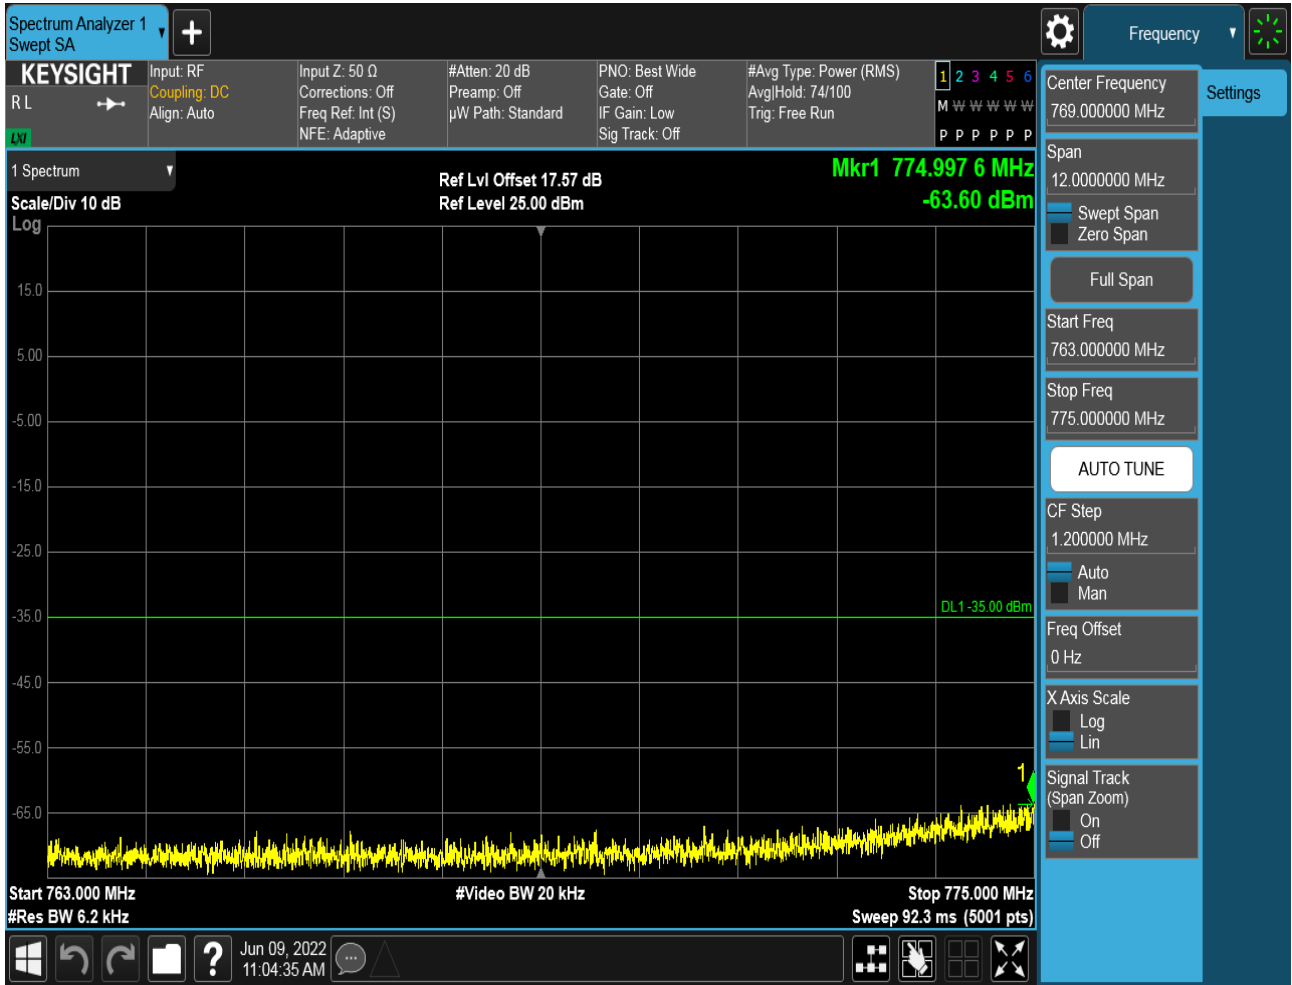 Spectrum Analyzer 1
Swept SA
Frequency
KEYSIGHT
R L
LXI
Input: RF
Coupling: DC
Align: Auto
Input Z: 50 Ω
Corrections: Off
Freq Ref: Int (S)
NFE: Adaptive
#Atten: 20 dB
Preamp: Off
µW Path: Standard
PNO: Best Wide
Gate: Off
IF Gain: Low
Sig Track: Off
#Avg Type: Power (RMS)
Avg|Hold: 74/100
Trig: Free Run
1 2 3 4 5 6
M W W W W W
P P P P P P
1 Spectrum
Scale/Div 10 dB
Log
Ref Lvl Offset 17.57 dB
Ref Level 25.00 dBm
Mkr1 774.997 6 MHz
-63.60 dBm
15.0
5.00
-5.00
-15.0
-25.0
-35.0
DL1 -35.00 dBm
-45.0
-55.0
1
-65.0
Start 763.000 MHz
#Video BW 20 kHz
Stop 775.000 MHz
#Res BW 6.2 kHz
Sweep 92.3 ms (5001 pts)
?
Jun 09, 2022
11:04:35 AM
Center Frequency
769.000000 MHz
Settings
Span
12.0000000 MHz
Swept Span
Zero Span
Full Span
Start Freq
763.000000 MHz
Stop Freq
775.000000 MHz
AUTO TUNE
CF Step
1.200000 MHz
Auto
Man
Freq Offset
0 Hz
X Axis Scale
Log
Lin
Signal Track
(Span Zoom)
On
Off